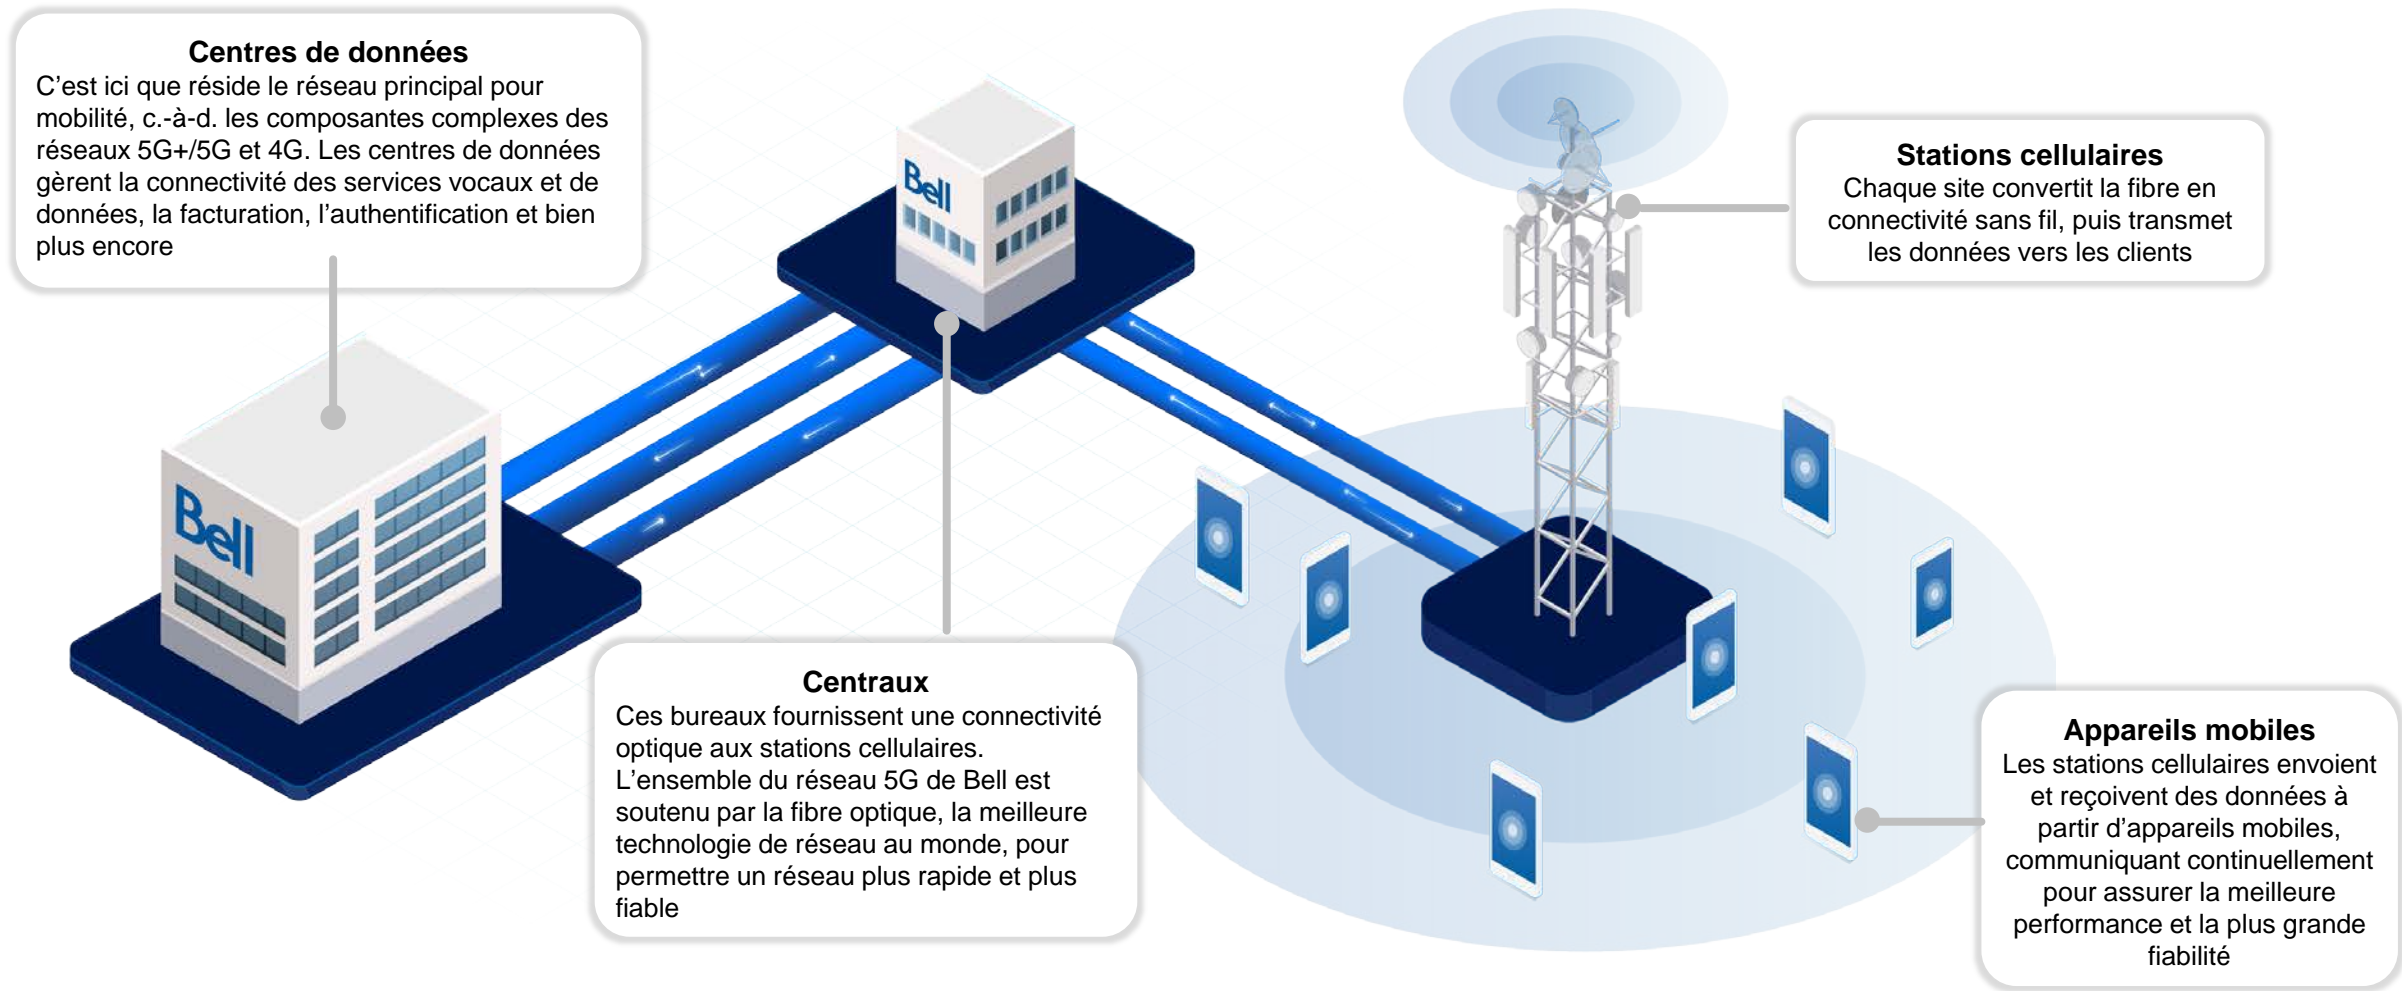 Centres de données
C'est ici que réside le réseau principal pour
mobilité, c.-à-d. les composantes complexes des
réseaux 5G+/5G et 4G. Les centres de données
gèrent la connectivité des services vocaux et de
données, la facturation, l'authentification et bien
plus encore
Bell
Stations cellulaires
Chaque site convertit la fibre en
connectivité sans fil, puis transmet
les données vers les clients
Bell
Centraux
Ces bureaux fournissent une connectivité
optique aux stations cellulaires.
L'ensemble du réseau 5G de Bell est
soutenu par la fibre optique, la meilleure
technologie de réseau au monde, pour
permettre un réseau plus rapide et plus
fiable
Appareils mobiles
Les stations cellulaires envoient
et reçoivent des données à
partir d'appareils mobiles,
communiquant continuellement
pour assurer la meilleure
performance et la plus grande
fiabilité